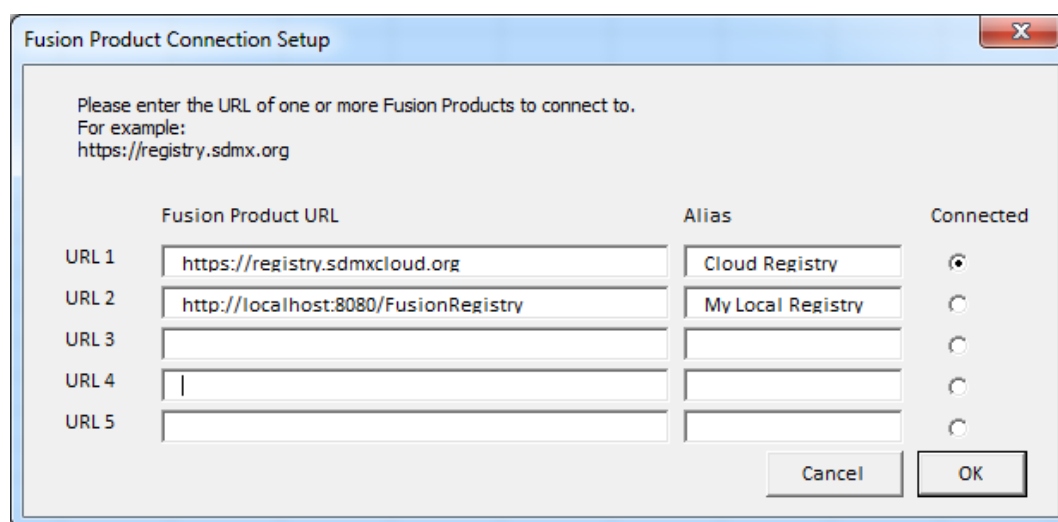 Fusion Product Connection Setup
X
Please enter the URL of one or more Fusion Products to connect to.
For example:
https://registry.sdmx.org
Fusion Product URL Alias Connected
URL 1 https://registry.sdmxcloud.org Cloud Registry
URL 2 http://localhost:8080/FusionRegistry My Local Registry
URL 3
URL 4
URL 5
Cancel OK